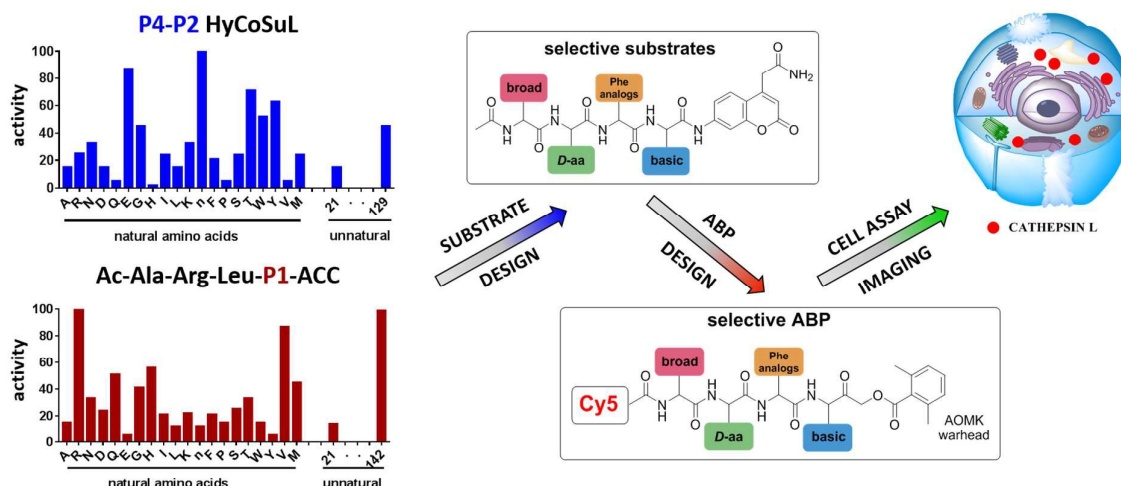 P4-P2 HyCoSuL
activity
100
80
60
40
20
0
A R N D Q E G H I L K n F P S T W Y V M 21 . . 129
natural amino acids
unnatural
Ac-Ala-Arg-Leu-P1-ACC
activity
100
80
60
40
20
0
A R N D Q E G H I L K n F P S T W Y V M 21 . . 142
natural amino acids
unnatural
SUBSTRATE
DESIGN
selective substrates
broad
Phe
analogs
D-aa
basic
O
N
H
O
H
N
O
N
H
O
H
N
O
N
H
O
O
O
NH2
ABP
DESIGN
selective ABP
Cy5
broad
Phe
analogs
D-aa
basic
O
N
H
O
H
N
O
N
H
O
H
N
O
N
H
O
O
O
AOMK
warhead
CELL ASSAY
IMAGING
CATHEPSIN L